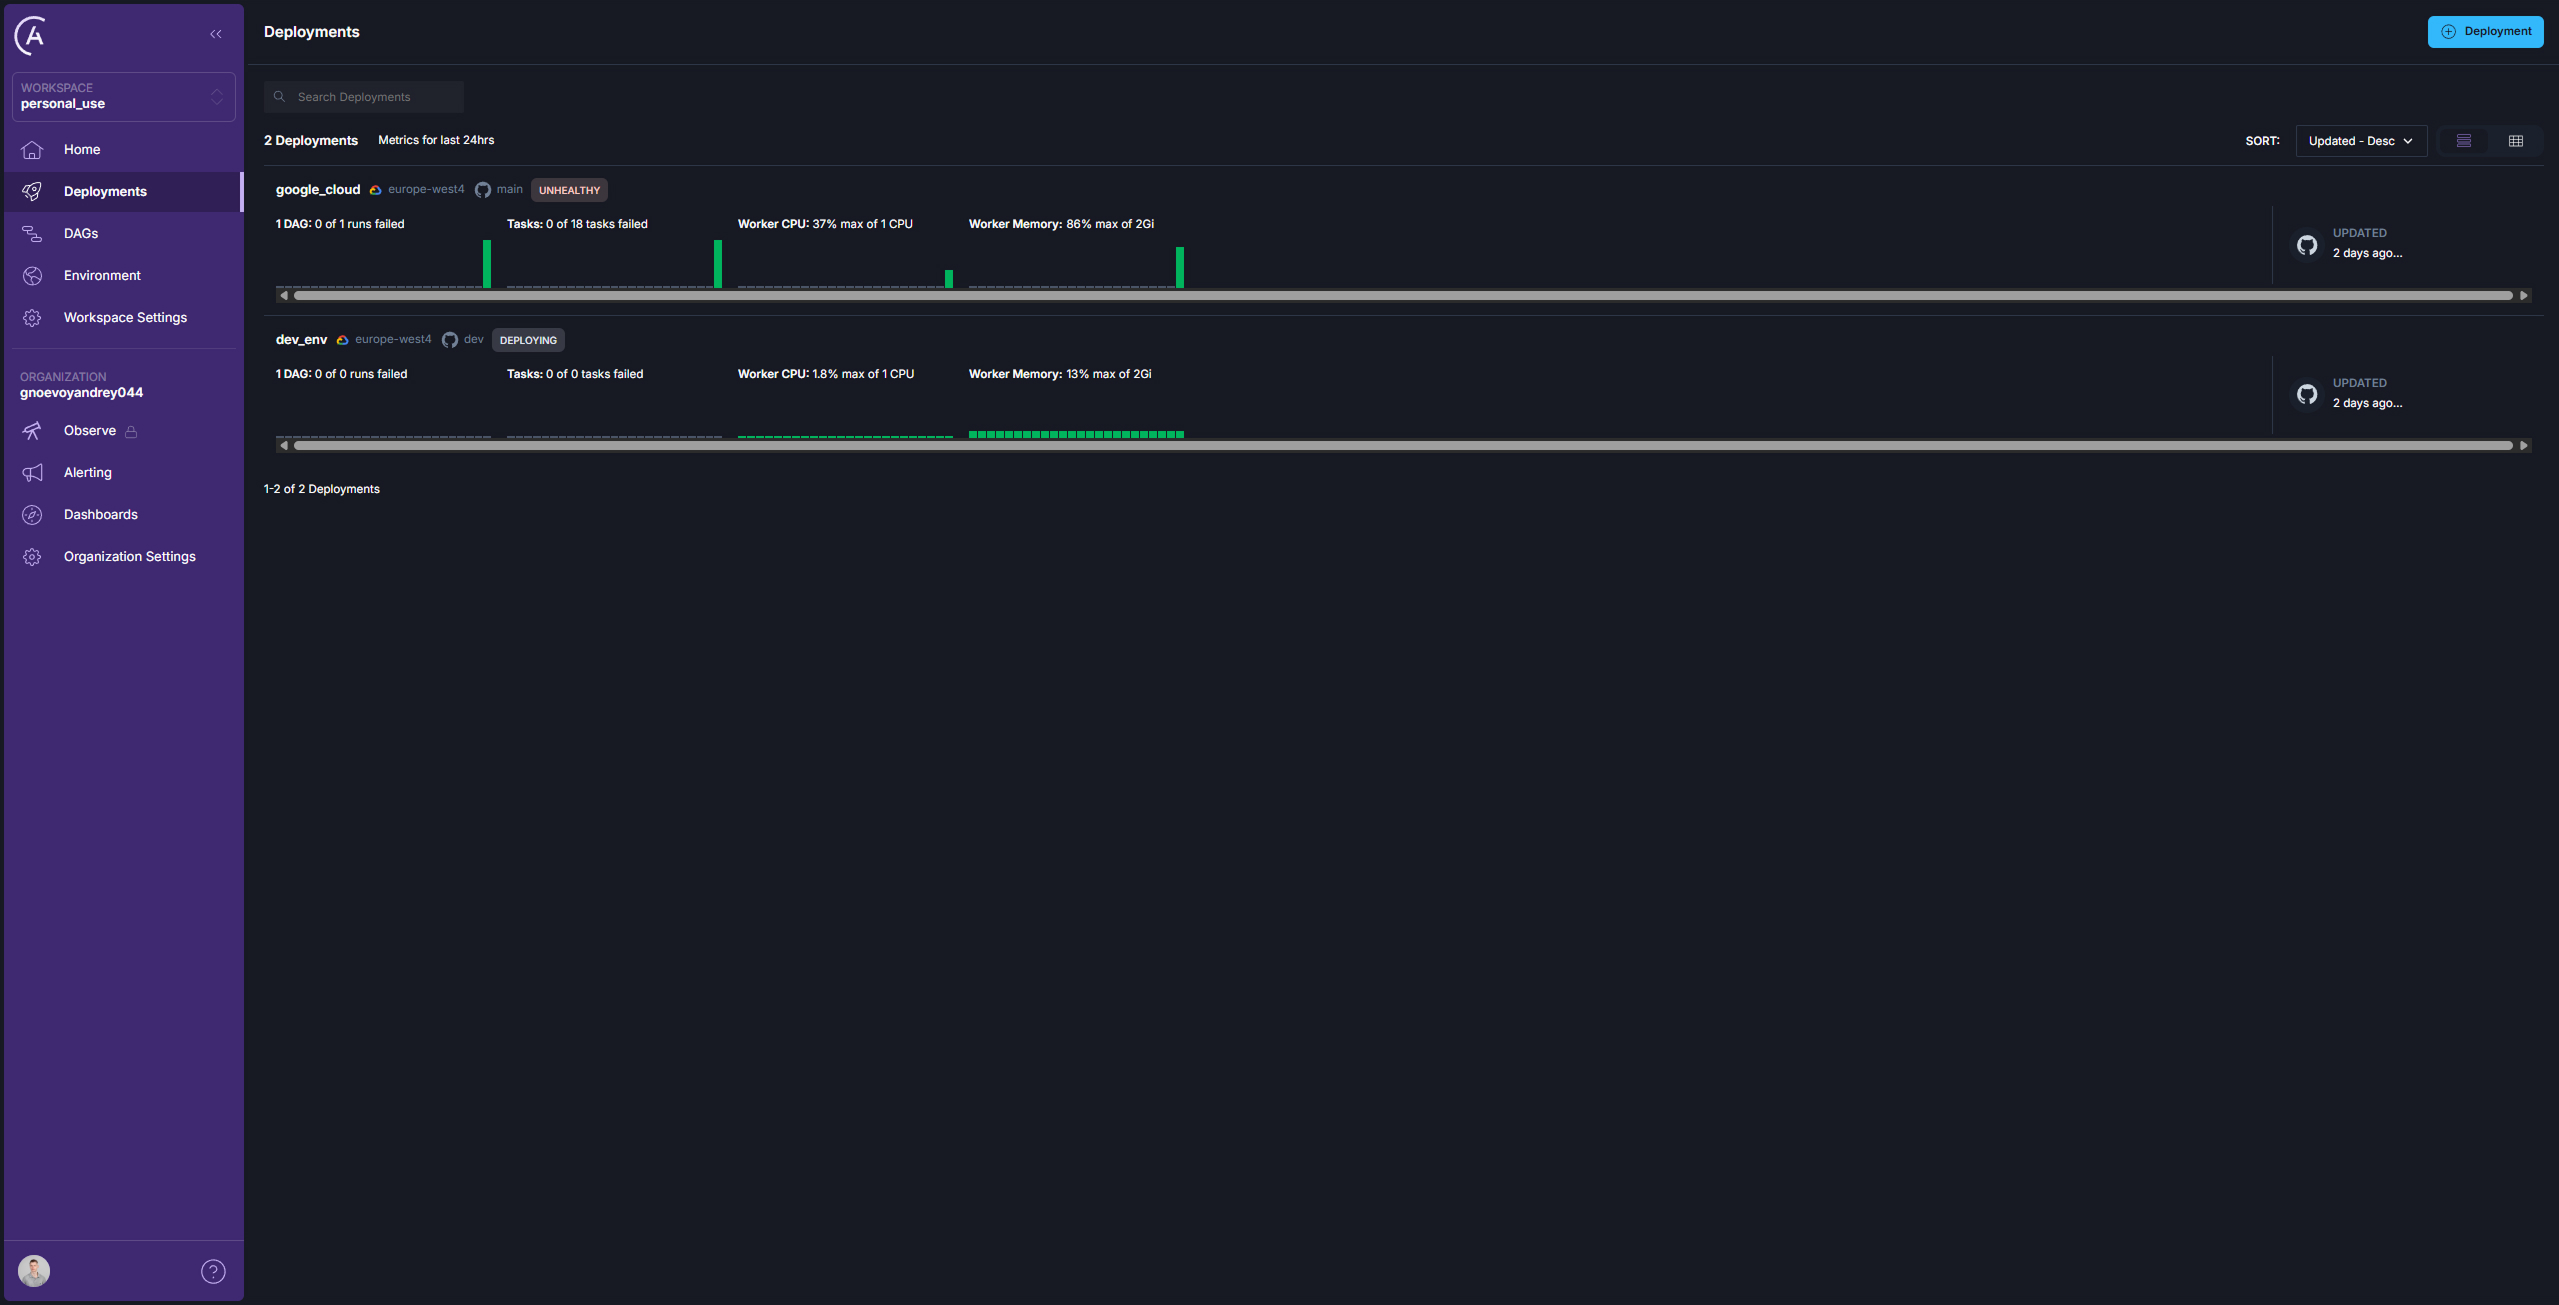 WORKSPACE
personal_use
Home
Deployments
DAGs
Environment
Workspace Settings
ORGANIZATION
gnoevoyandrey044
Observe
Alerting
Dashboards
Organization Settings
Deployments
Deployment
Search Deployments
2 Deployments Metrics for last 24hrs
SORT: Updated - Desc
google_cloud europe-west4 main UNHEALTHY
1 DAG: 0 of 1 runs failed
Tasks: 0 of 18 tasks failed
Worker CPU: 37% max of 1 CPU
Worker Memory: 86% max of 2Gi
UPDATED
2 days ago...
dev_env europe-west4 dev DEPLOYING
1 DAG: 0 of 0 runs failed
Tasks: 0 of 0 tasks failed
Worker CPU: 1.8% max of 1 CPU
Worker Memory: 13% max of 2Gi
UPDATED
2 days ago...
1-2 of 2 Deployments